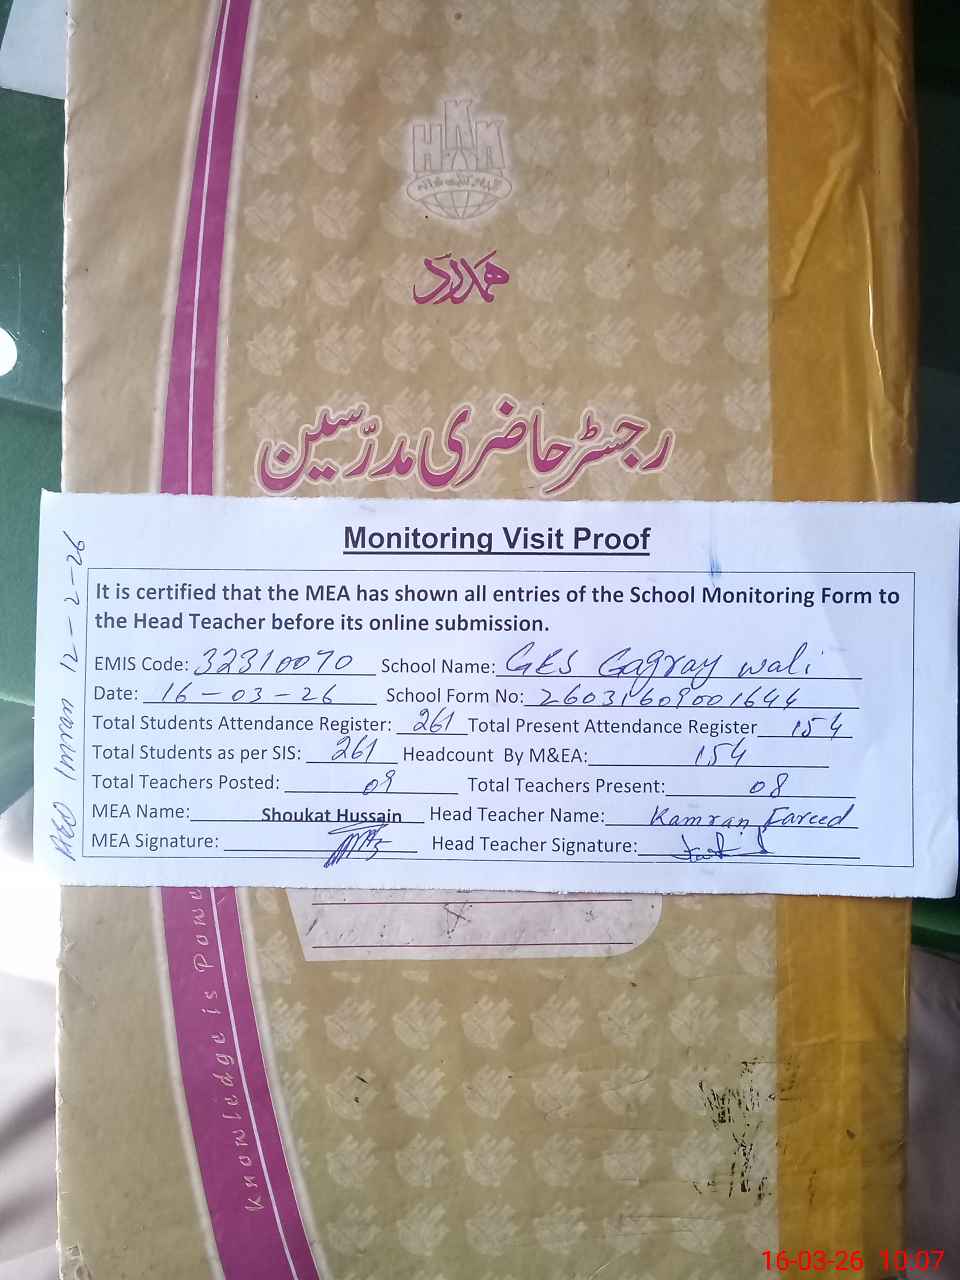 HKK
ہمدرد
رجسٹر حاضری مدرّسین
Monitoring Visit Proof
It is certified that the MEA has shown all entries of the School Monitoring Form to
the Head Teacher before its online submission.
EMIS Code: 32310070 School Name: GES Gagray wali
Date: 16-03-26 School Form No: 26031609001644
Total Students Attendance Register: 261 Total Present Attendance Register 154
Total Students as per SIS: 261 Headcount By M&EA: 154
Total Teachers Posted: 09 Total Teachers Present: 08
MEA Name: Shoukat Hussain Head Teacher Name: Kamran Fareed
MEA Signature: Head Teacher Signature:
AEO Imran 12-2-26
Knowledge is Powe
16-03-26 10:07